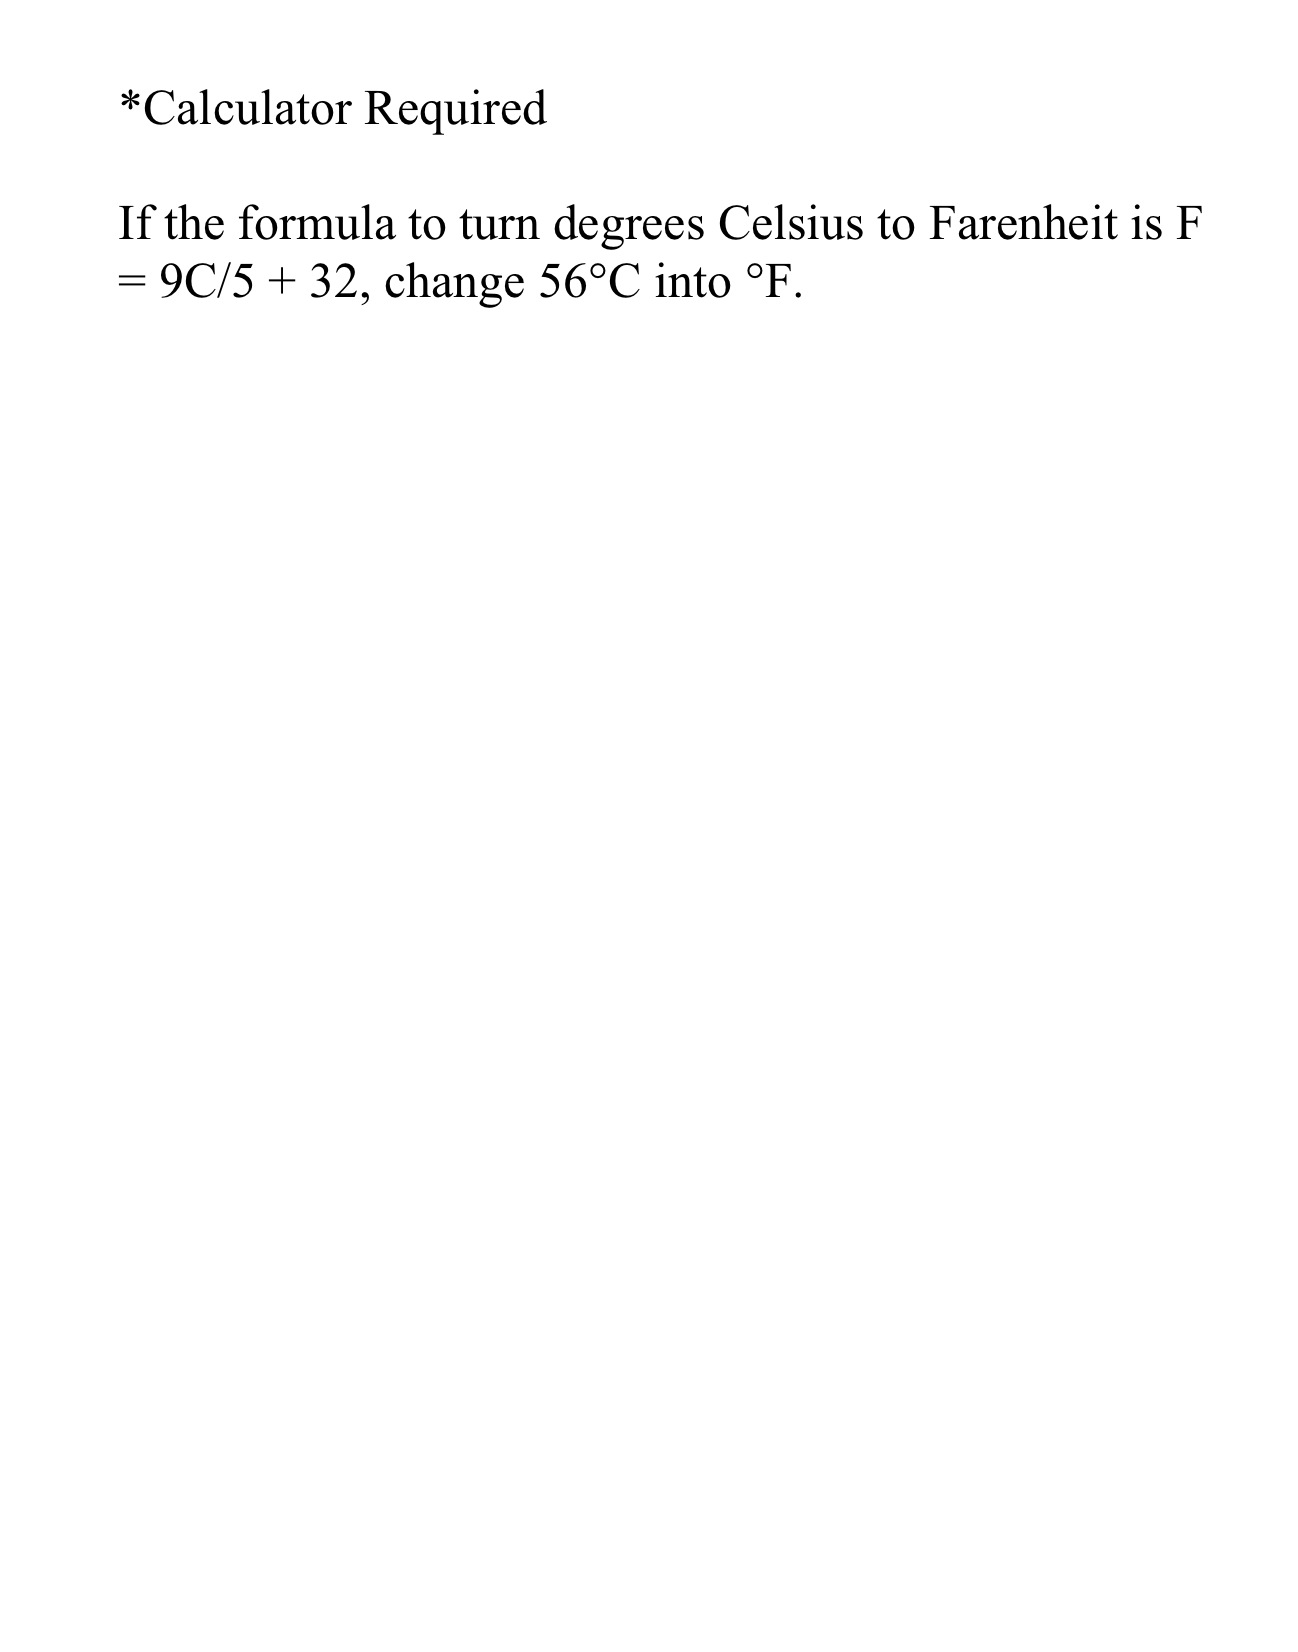 *Calculator Required
If the formula to turn degrees Celsius to Farenheit is F
= 9C/5 + 32, change 56°C into °F.